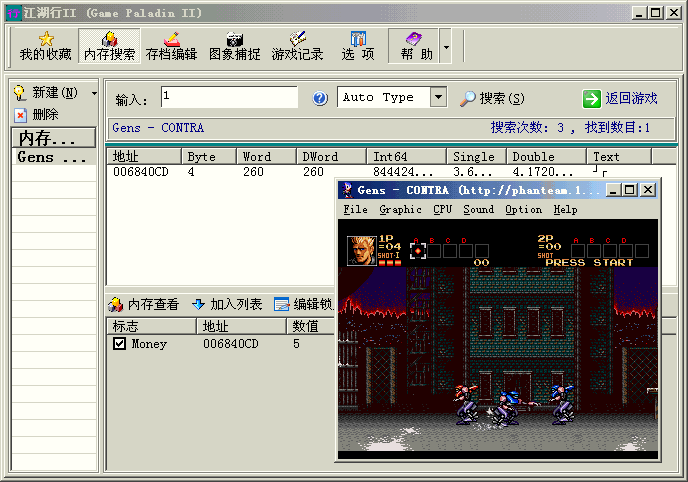 江湖行II (Game Paladin II)
我的收藏 内存搜索 存档编辑 图象捕捉 游戏记录 选 项 帮 助
新建(N)
删除
内存...
Gens ...
输入: 1 Auto Type 搜索(S) 返回游戏
Gens - CONTRA 搜索次数: 3 , 找到数目:1
地址 Byte Word DWord Int64 Single Double Text
006840CD 4 260 260 844424... 3.6... 4.1720...
内存查看 加入列表 编辑锁
标志 地址 数值
Money 006840CD 5
Gens - CONTRA (http://phanteam.1...
File Graphic CPU Sound Option Help
1P A B C D 2P A B C D
=04 =00
SHOT-I SHOT
00 PRESS START